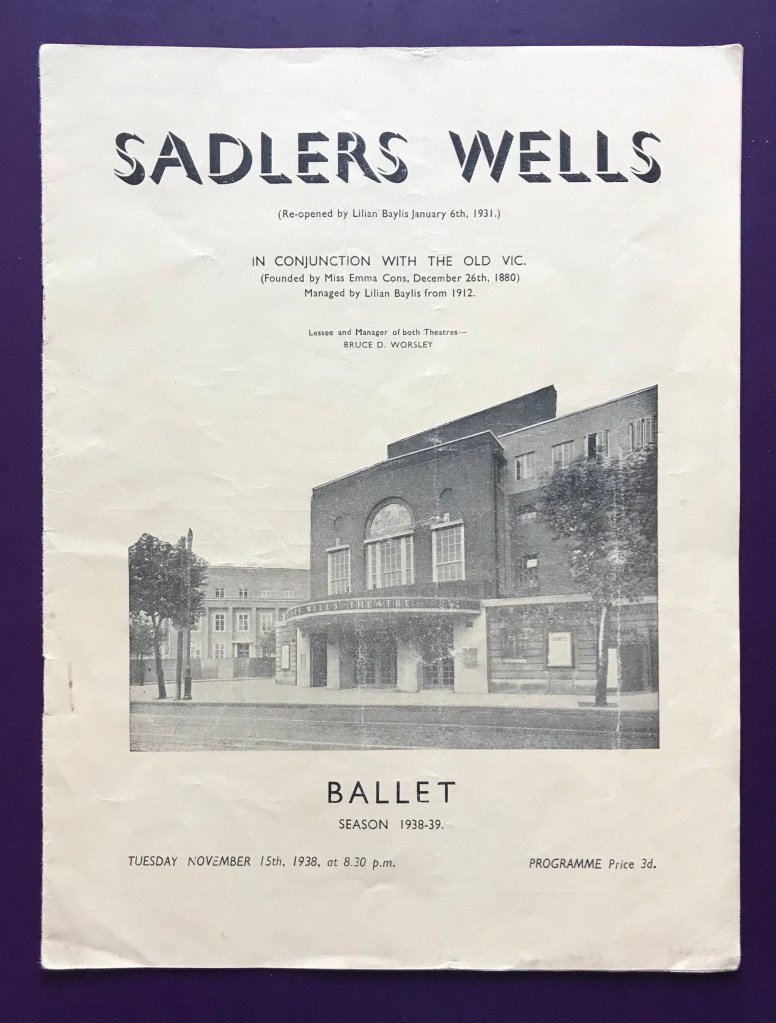 SADLERS WELLS
(Re-opened by Lilian Baylis January 6th, 1931.)
IN CONJUNCTION WITH THE OLD VIC.
(Founded by Miss Emma Cons, December 26th, 1880)
Managed by Lilian Baylis from 1912.
Lessee and Manager of both Theatres—
BRUCE D. WORSLEY
WELLS THEATRE
BALLET
SEASON 1938-39.
TUESDAY NOVEMBER 15th, 1938, at 8.30 p.m. PROGRAMME Price 3d.